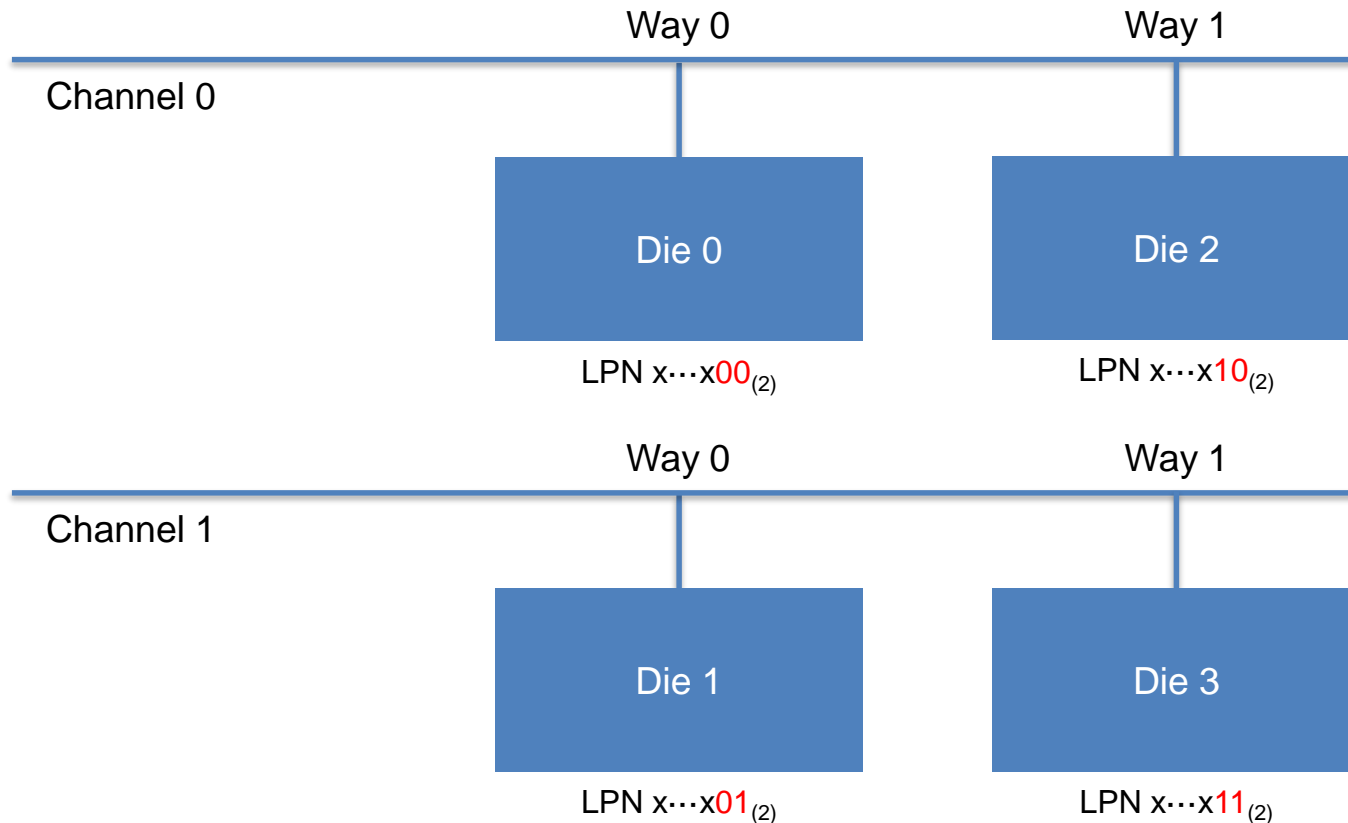 Way 0 Way 1
Channel 0
Die 0 Die 2
LPN x⋯x00(2) LPN x⋯x10(2)
Way 0 Way 1
Channel 1
Die 1 Die 3
LPN x⋯x01(2) LPN x⋯x11(2)